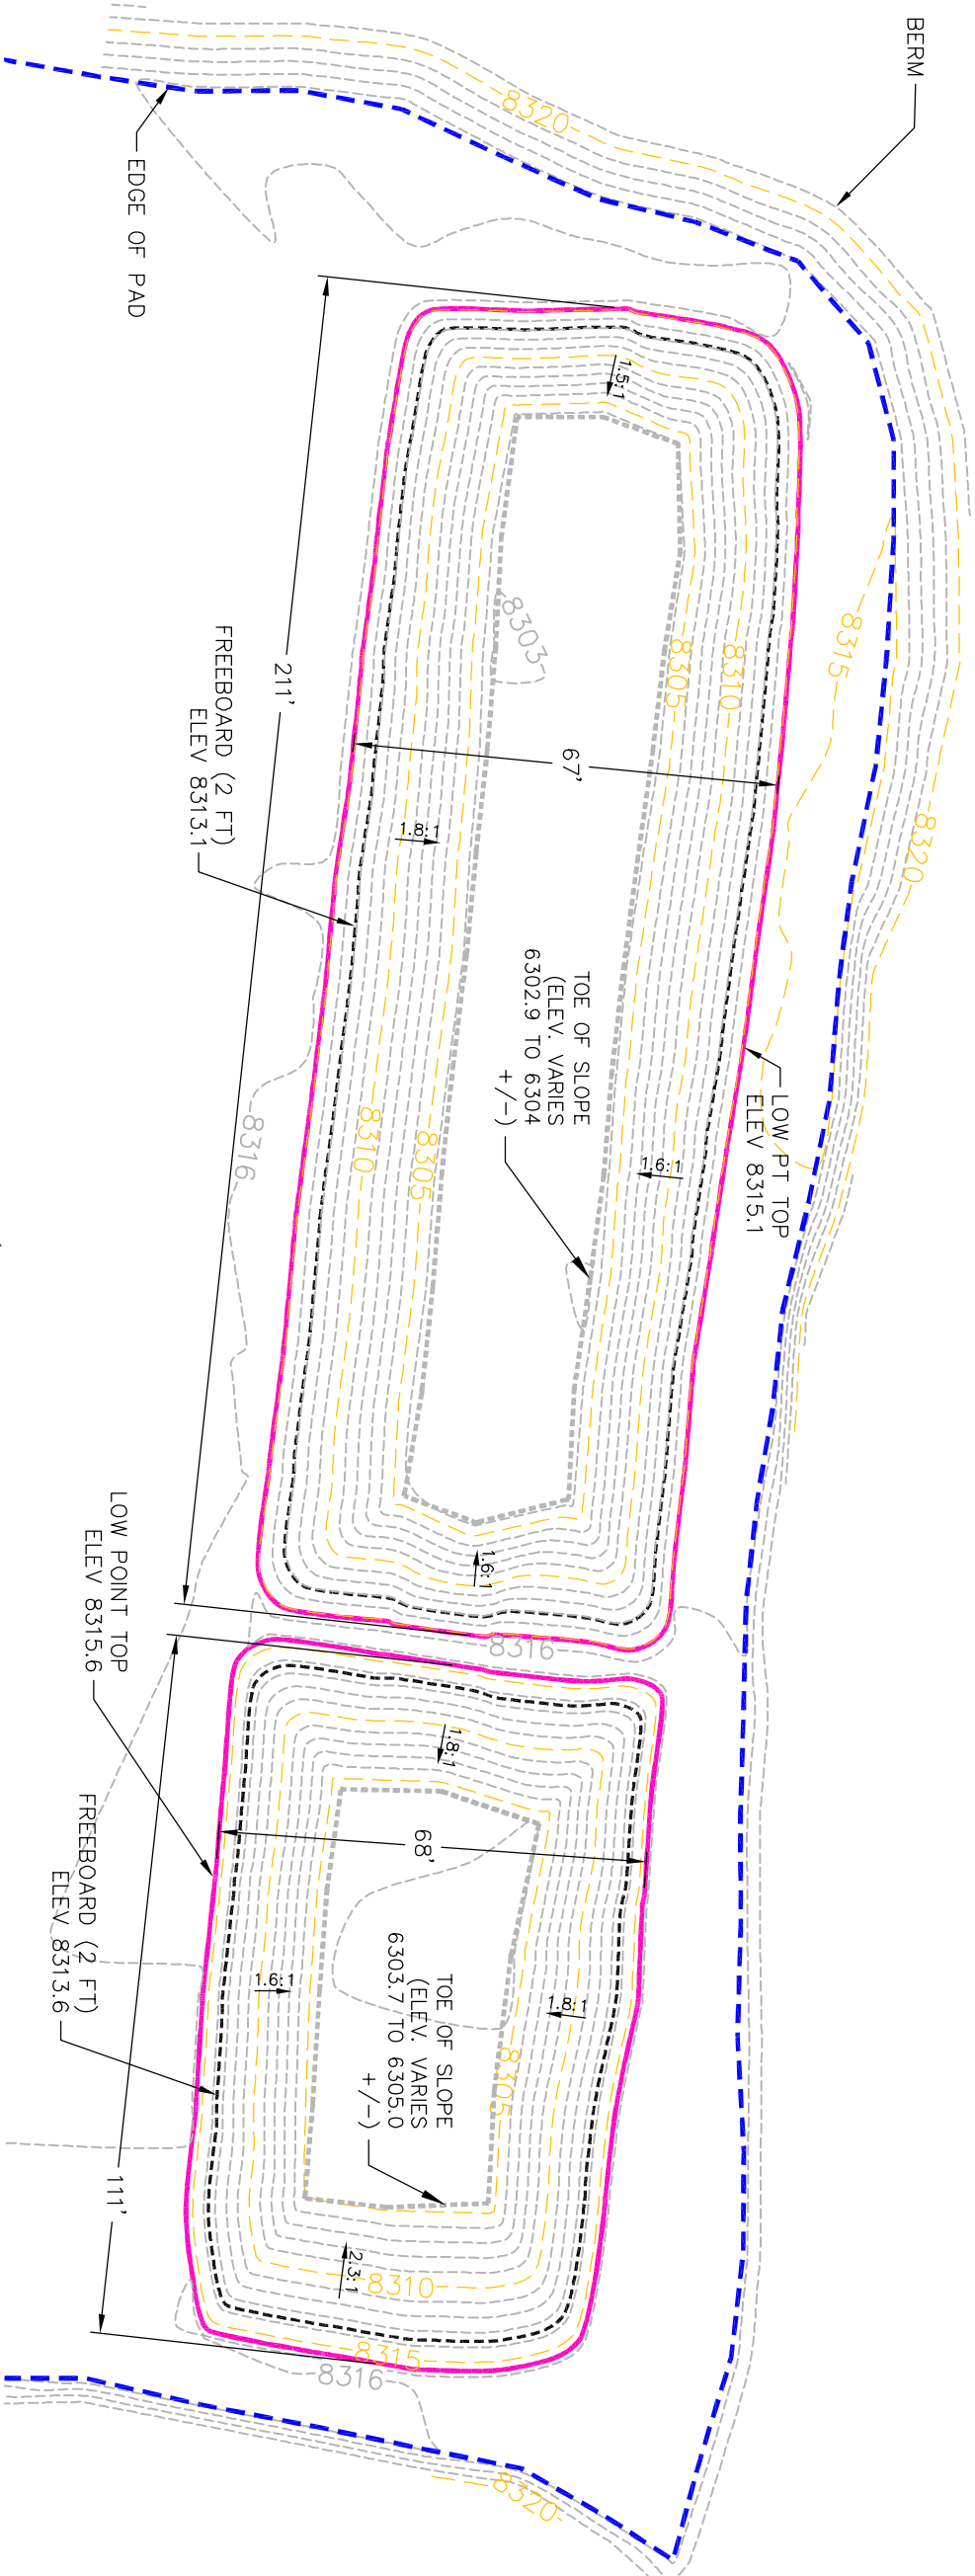 BERM
8320
EDGE OF PAD
1.5:1
8303
8305
8310
8315
8320
211'
67'
FREEBOARD (2 FT)
ELEV 8313.1
1.8:1
TOE OF SLOPE
(ELEV. VARIES
6302.9 TO 6304
+/-)
LOW PT TOP
ELEV 8315.1
1.6:1
8310
8305
8316
1.6:1
8316
LOW POINT TOP
ELEV 8315.6
1.8:1
68'
FREEBOARD (2 FT)
ELEV 8313.6
1.6:1
TOE OF SLOPE
(ELEV. VARIES
6303.7 TO 6305.0
+/-)
1.8:1
8305
111'
2.3:1
8310
8315
8316
8320